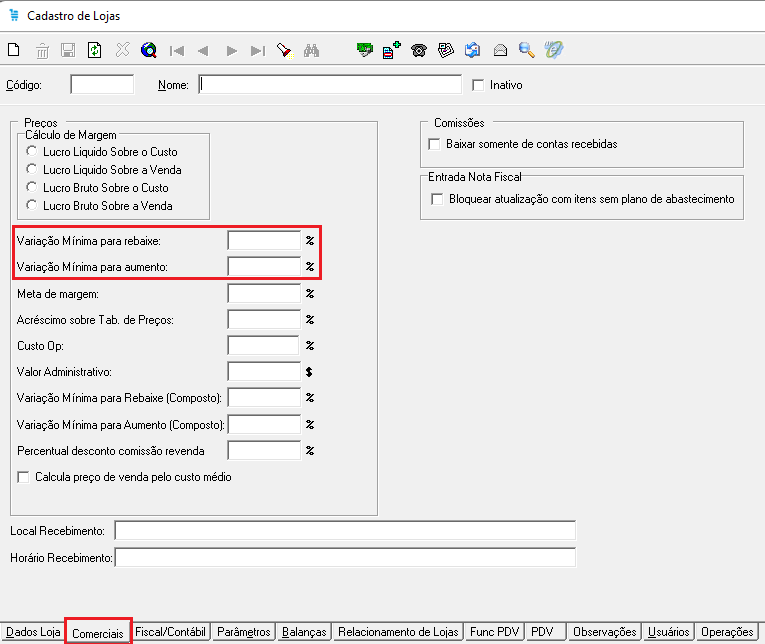 Cadastro de Lojas
Código:
Nome:
Inativo
Preços
Cálculo de Margem
Lucro Liquido Sobre o Custo
Lucro Liquido Sobre a Venda
Lucro Bruto Sobre o Custo
Lucro Bruto Sobre a Venda
Variação Mínima para rebaixe: %
Variação Mínima para aumento: %
Meta de margem: %
Acréscimo sobre Tab. de Preços: %
Custo Op: %
Valor Administrativo: $
Variação Mínima para Rebaixe (Composto): %
Variação Mínima para Aumento (Composto): %
Percentual desconto comissão revenda %
Calcula preço de venda pelo custo médio
Comissões
Baixar somente de contas recebidas
Entrada Nota Fiscal
Bloquear atualização com itens sem plano de abastecimento
Local Recebimento:
Horário Recebimento:
Dados Loja Comerciais Fiscal/Contábil Parâmetros Balanças Relacionamento de Lojas Func PDV PDV Observações Usuários Operações